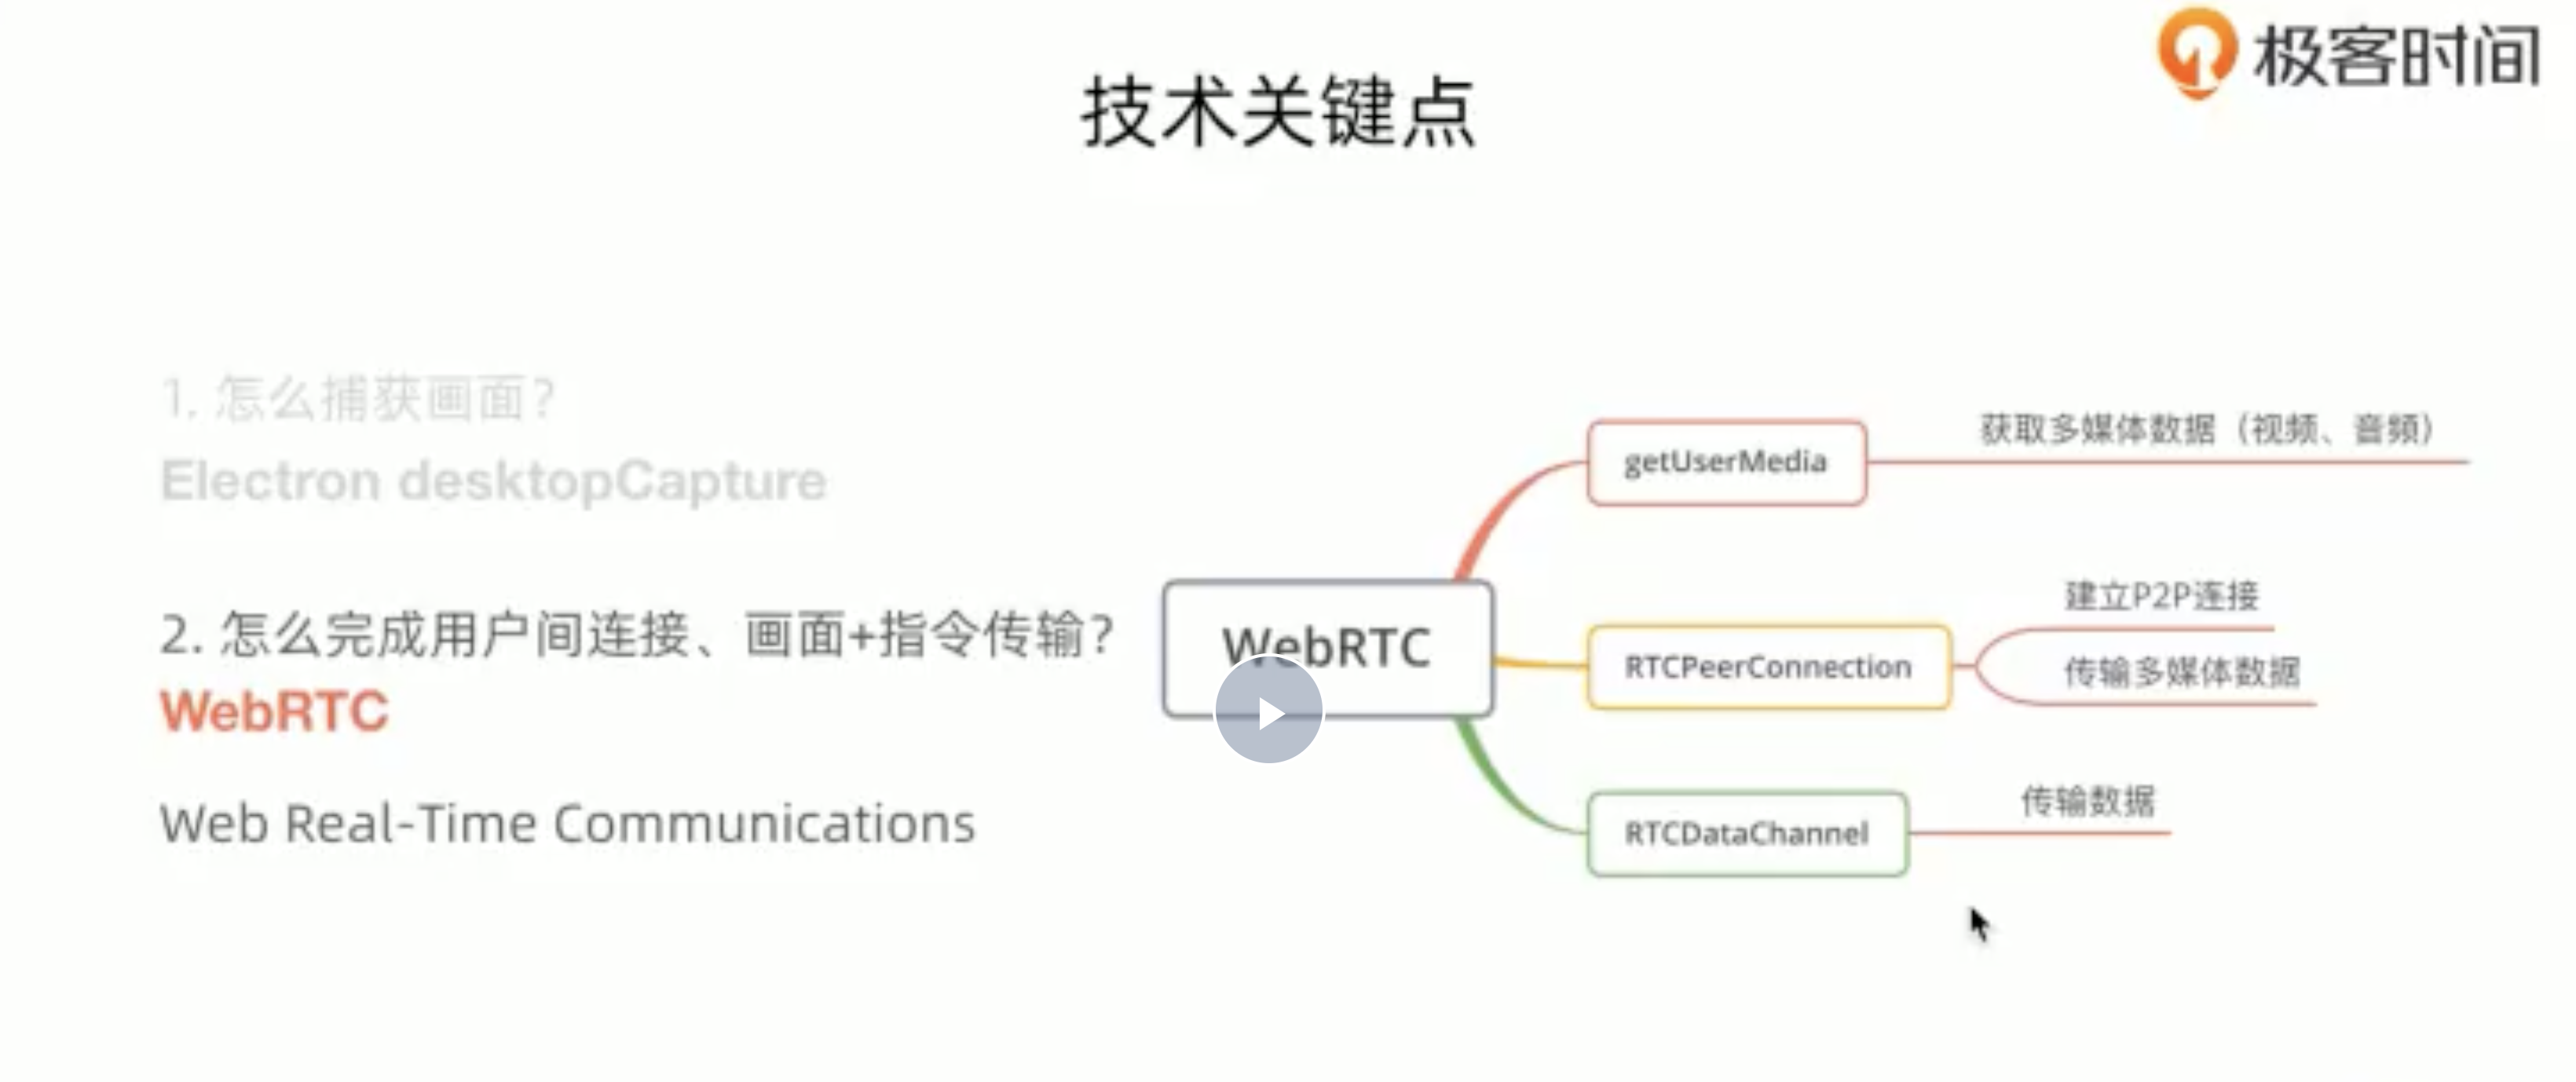 极客时间
技术关键点
1. 怎么捕获画面？
Electron desktopCapture
2. 怎么完成用户间连接、画面+指令传输？
WebRTC
Web Real-Time Communications
WebRTC
getUserMedia
获取多媒体数据（视频、音频）
RTCPeerConnection
建立P2P连接
传输多媒体数据
RTCDataChannel
传输数据